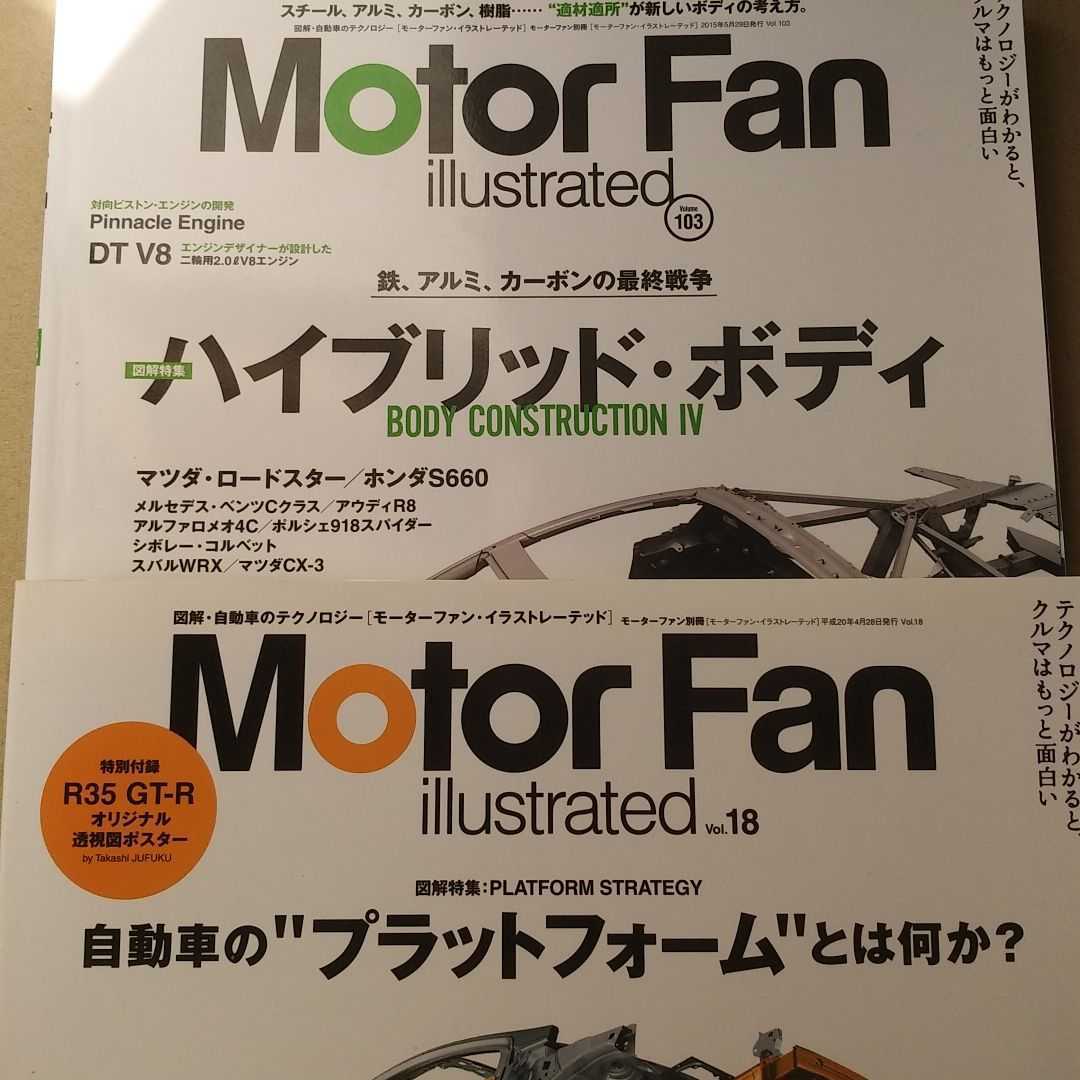 スチール、アルミ、カーボン、樹脂…… “適材適所”が新しいボディの考え方。
図解・自動車のテクノロジー [モーターファン・イラストレーテッド] モーターファン別冊 [モーターファン・イラストレーテッド] 2015年5月29日発行 Vol 103
Motor Fan
illustrated
Volume
103
テクノロジーがわかると、
クルマはもっと面白い
対向ピストン・エンジンの開発
Pinnacle Engine
DT V8 エンジンデザイナーが設計した
二輪用2.0ℓV8エンジン
鉄、アルミ、カーボンの最終戦争
図解特集
ハイブリッド・ボディ
BODY CONSTRUCTION IV
マツダ・ロードスター／ホンダS660
メルセデス・ベンツCクラス／アウディR8
アルファロメオ4C／ポルシェ918スパイダー
シボレー・コルベット
スバルWRX／マツダCX-3
図解・自動車のテクノロジー [モーターファン・イラストレーテッド] モーターファン別冊 [モーターファン・イラストレーテッド] 平成20年4月28日発行 Vol.18
Motor Fan
illustrated Vol.18
テクノロジーがわかると、
クルマはもっと面白い
特別付録
R35 GT-R
オリジナル
透視図ポスター
by Takashi JUFUKU
図解特集：PLATFORM STRATEGY
自動車の"プラットフォーム"とは何か？